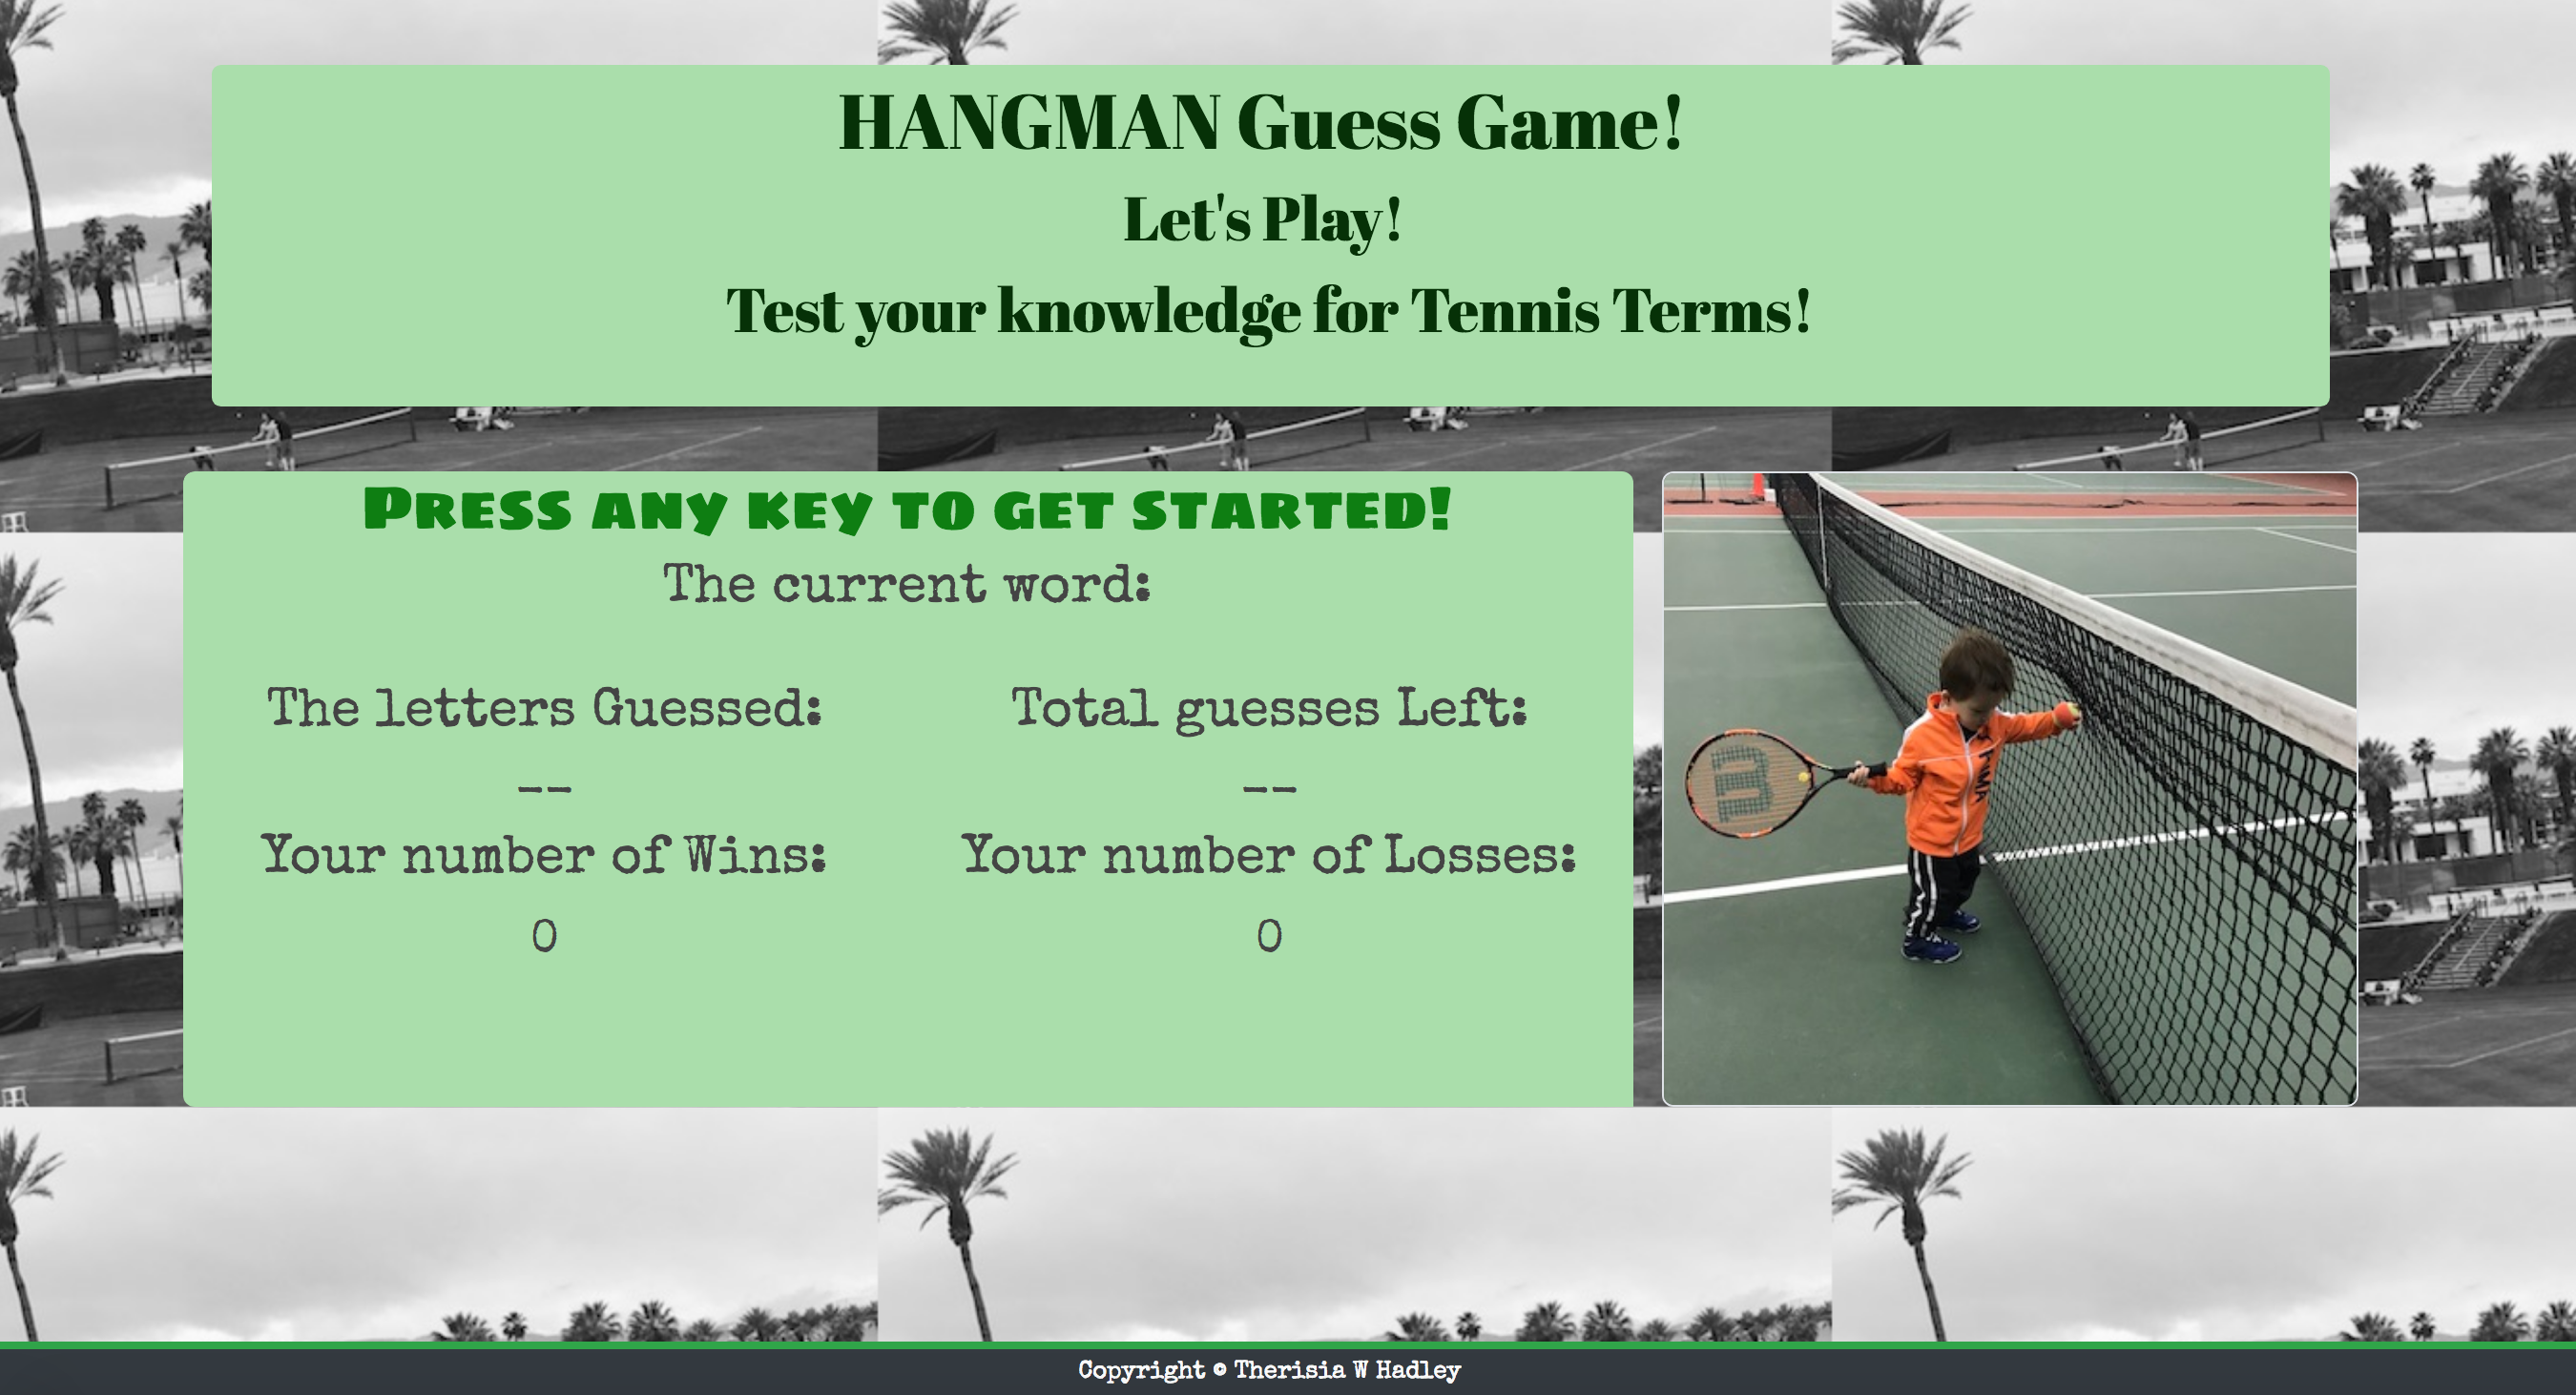 HANGMAN Guess Game!
Let's Play!
Test your knowledge for Tennis Terms!
Press any key to get started!
The current word:
The letters Guessed:
Total guesses Left:
--
--
Your number of Wins:
Your number of Losses:
0
0
Copyright © Therisia W Hadley